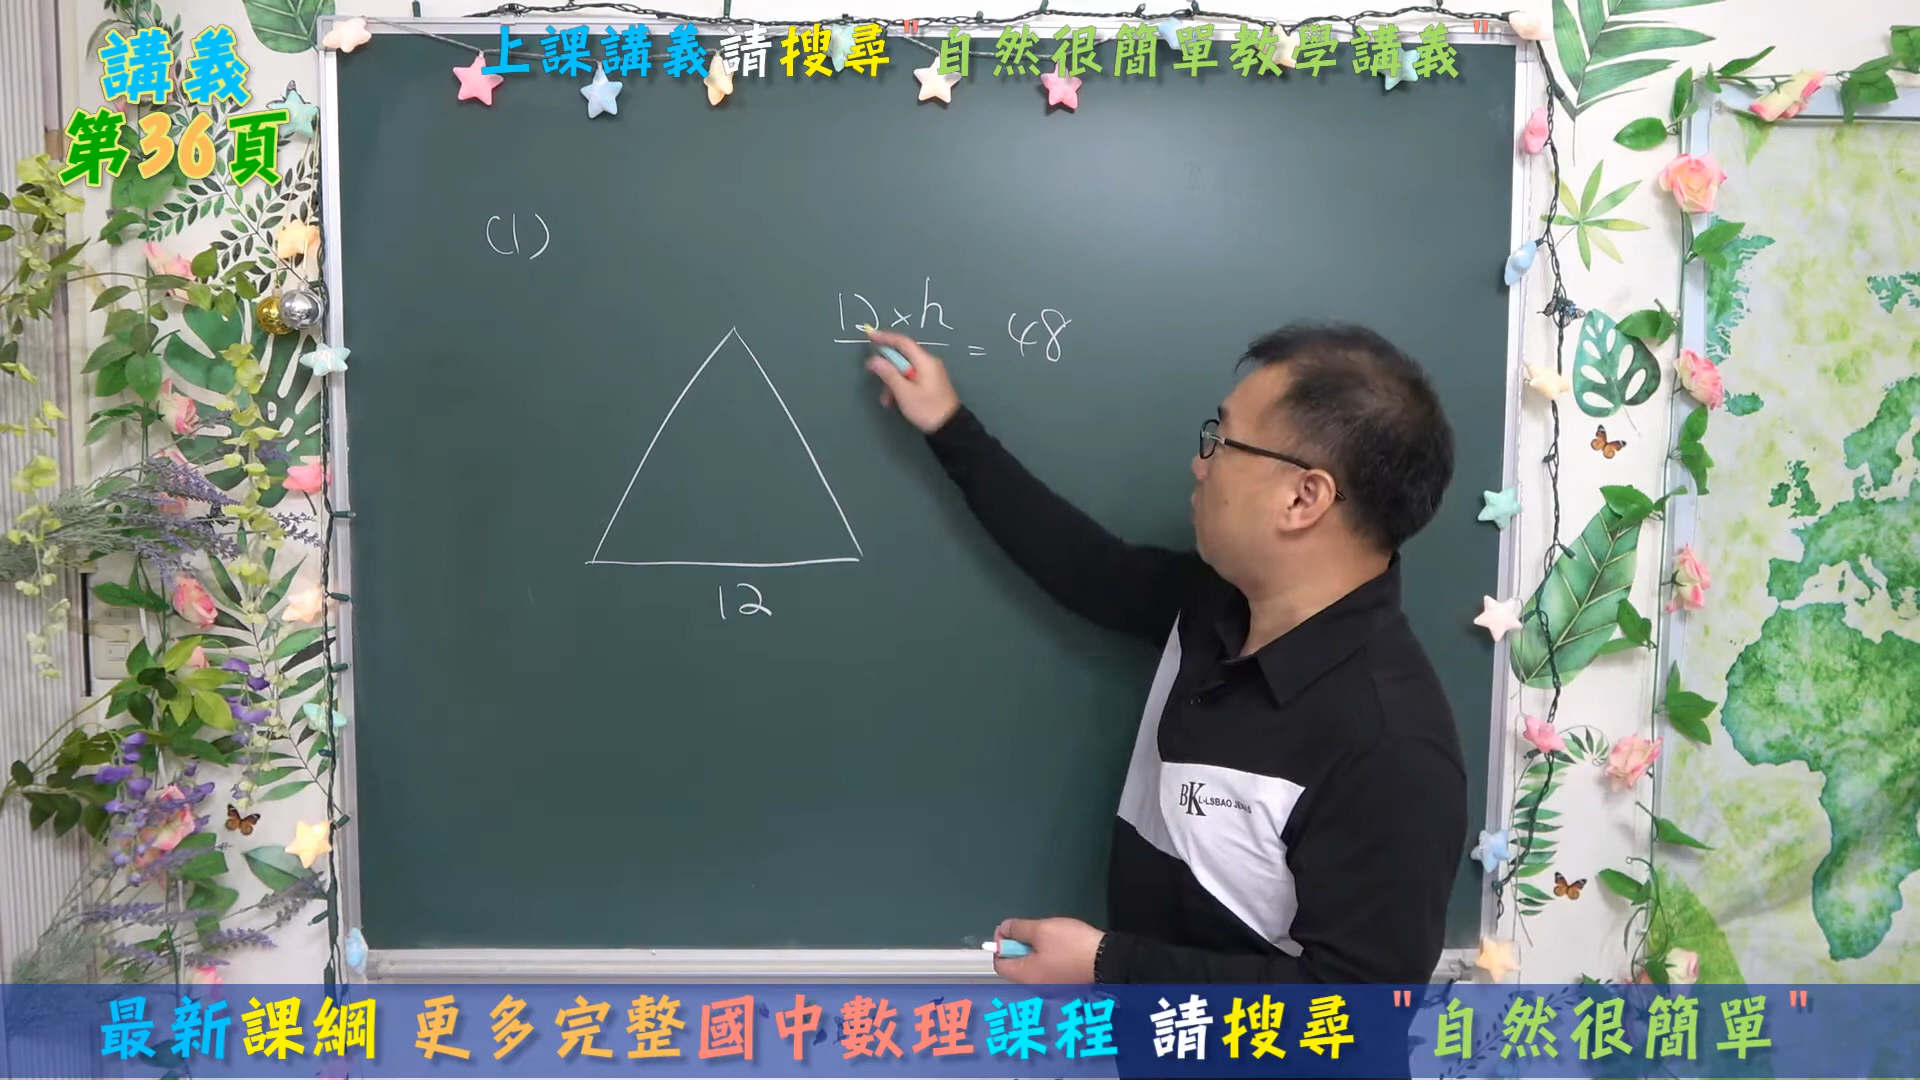 上課講義請搜尋"自然很簡單教學講義"
講義
第36頁
(1)
12×h
= 48
12
BK
L-LSBAO JEANS
最新課綱 更多完整國中數理課程 請搜尋 "自然很簡單"